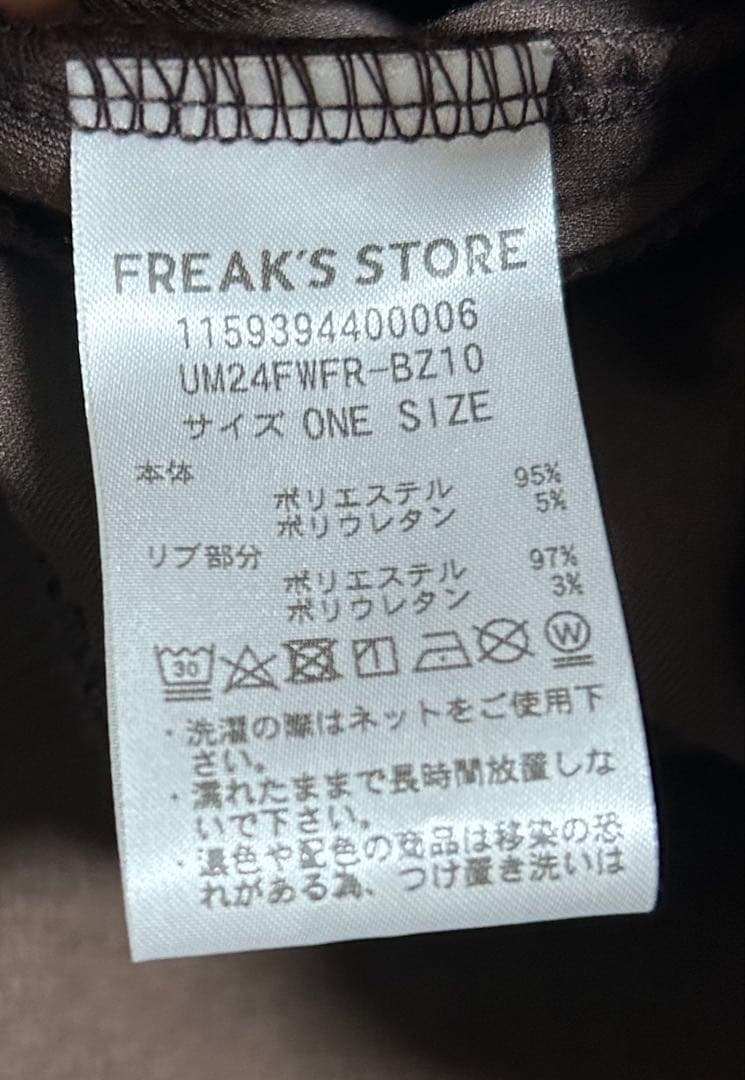 FREAK'S STORE
1159394400006
UM24FWFR-BZ10
サイズ ONE SIZE
本体
ポリエステル 95%
ポリウレタン 5%
リブ部分
ポリエステル 97%
ポリウレタン 3%
30 W
・洗濯の際はネットをご使用下
さい。
・濡れたままで長時間放置しな
いで下さい。
・退色や配色の商品は移染の恐
れがある為、つけ置き洗いは